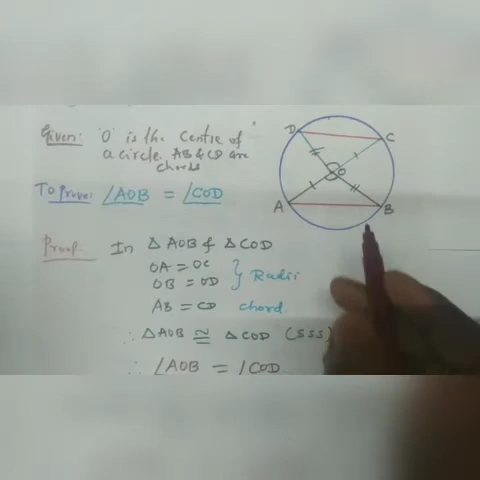 Given: 'O' is the Centre of
a circle. AB & CD are
chords
To prove: ∠AOB = ∠COD
Proof. In △ AOB & △ COD
OA = OC
OB = OD } Radii
AB = CD chord.
∴ △AOB ≅ △COD (SSS)
∴ ∠AOB = ∠COD
D
C
O
A
B